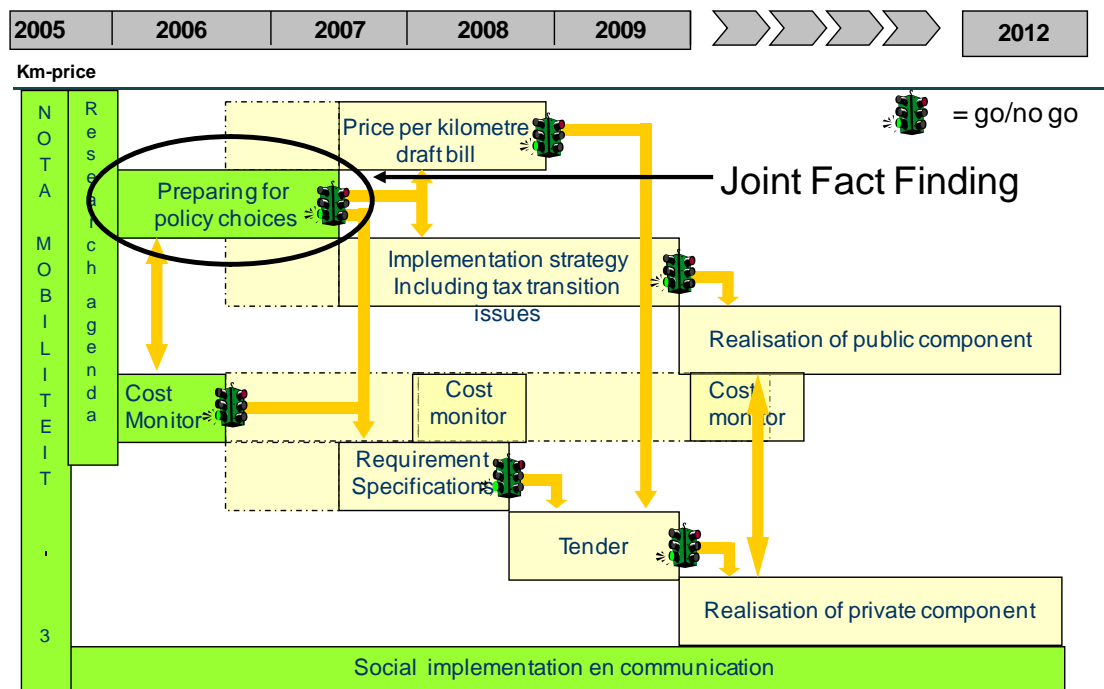 2005 2006 2007 2008 2009 2012
Km-price
= go/no go
NOTA MOBILITEIT - 3
Research agenda
Price per kilometre
draft bill
Joint Fact Finding
Preparing for
policy choices
Implementation strategy
Including tax transition
issues
Realisation of public component
Cost
Monitor
Cost
monitor
Cost
monitor
Requirement
Specifications
Tender
Realisation of private component
Social implementation en communication